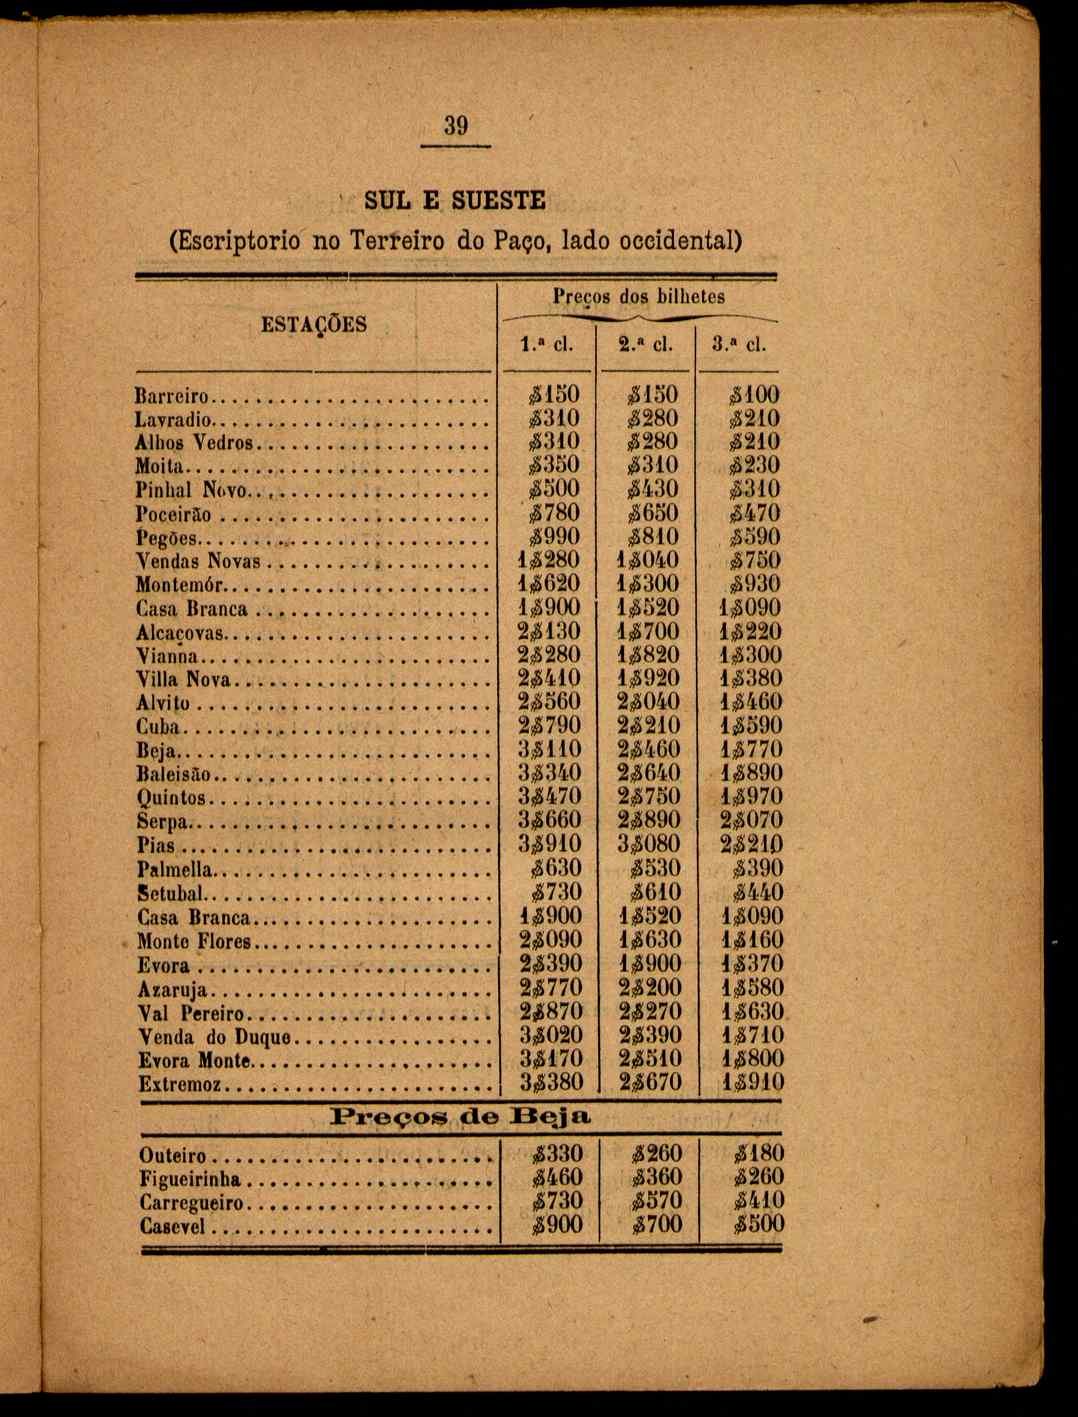 39
SUL E SUESTE
(Escriptorio no Terreiro do Paço, lado occidental)
ESTAÇÕES Preços dos bilhetes
1.ª cl. 2.ª cl. 3.ª cl.
Barreiro........................ $150 $150 $100
Lavradio........................ $310 $280 $210
Alhos Vedros.................... $310 $280 $210
Moita.......................... $350 $310 $230
Pinhal Novo..................... $500 $430 $310
Poceirão ....................... $780 $650 $470
Pegões......................... $990 $810 $590
Vendas Novas ................... 1$280 1$040 $750
Montemór....................... 1$620 1$300 $930
Casa Branca .................... 1$900 1$520 1$090
Alcaçovas....................... 2$130 1$700 1$220
Vianna......................... 2$280 1$820 1$300
Villa Nova...................... 2$410 1$920 1$380
Alvito ......................... 2$560 2$040 1$460
Cuba........................... 2$790 2$210 1$590
Beja........................... 3$110 2$460 1$770
Baleisão........................ 3$340 2$640 1$890
Quintos........................ 3$470 2$750 1$970
Serpa.......................... 3$660 2$890 2$070
Pias ........................... 3$910 3$080 2$210
Palmella........................ $630 $530 $390
Setubal......................... $730 $610 $440
Casa Branca..................... 1$900 1$520 1$090
Monte Flores.................... 2$090 1$630 1$160
Evora ......................... 2$390 1$900 1$370
Azaruja........................ 2$770 2$200 1$580
Val Pereiro..................... 2$870 2$270 1$630
Venda do Duque................. 3$020 2$390 1$710
Evora Monte..................... 3$170 2$510 1$800
Extremoz....................... 3$380 2$670 1$910
Preços de Beja
Outeiro........................ $330 $260 $180
Figueirinha..................... $460 $360 $260
Carregueiro..................... $730 $570 $410
Casevel ........................ $900 $700 $500